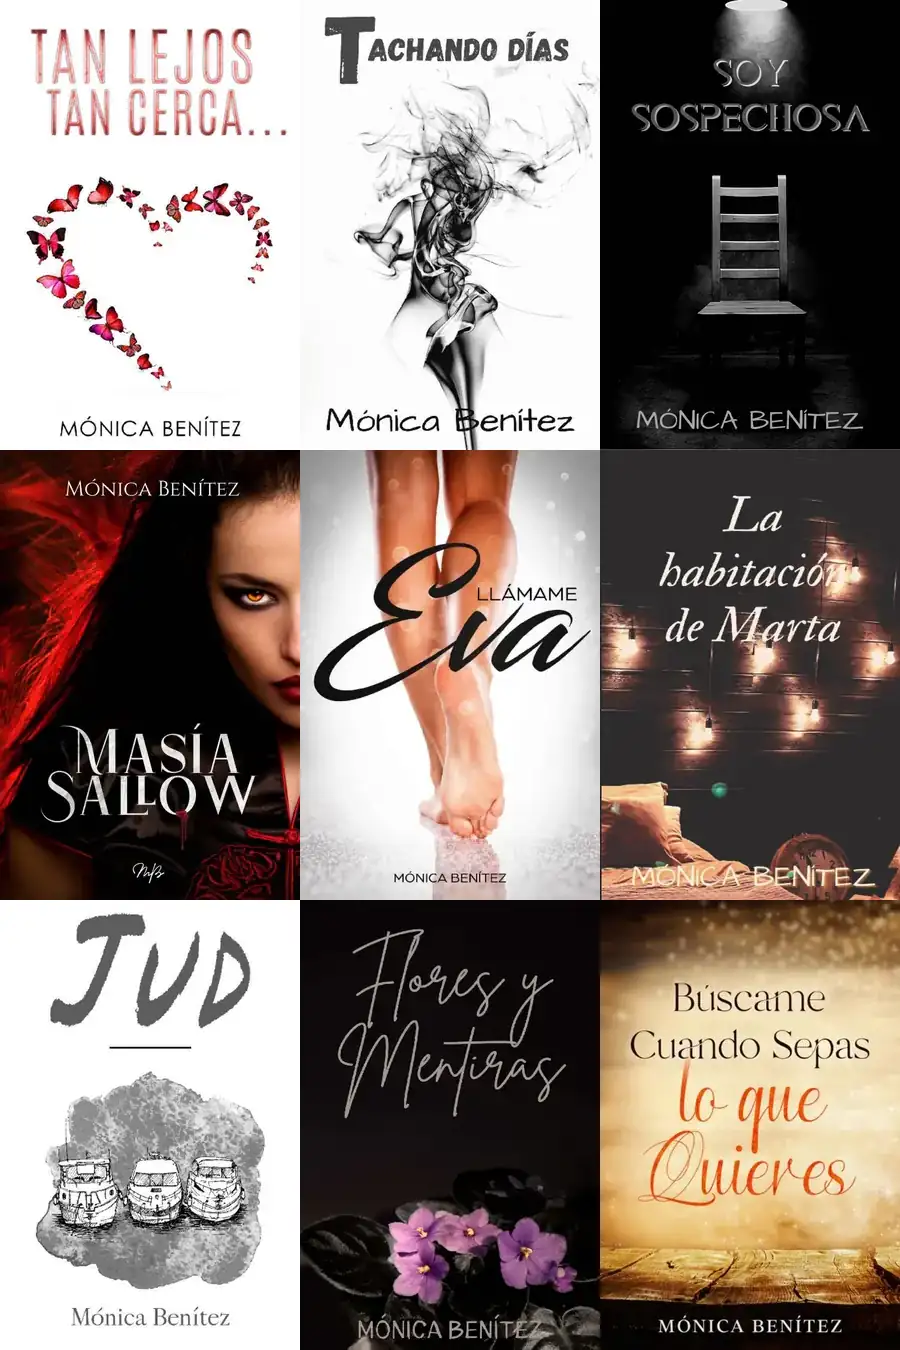 TAN LEJOS
TAN CERCA...
MÓNICA BENÍTEZ
TACHANDO DÍAS
Mónica Benítez
SOY
SOSPECHOSA
MÓNICA BENÍTEZ
MÓNICA BENÍTEZ
MASÍA
SALLOW
MB
LLÁMAME
Eva
MÓNICA BENÍTEZ
La
habitación
de Marta
MÓNICA BENÍTEZ
JUD
Mónica Benítez
Flores y
Mentiras
MÓNICA BENÍTEZ
Búscame
Cuando Sepas
lo que
Quieres
MÓNICA BENÍTEZ